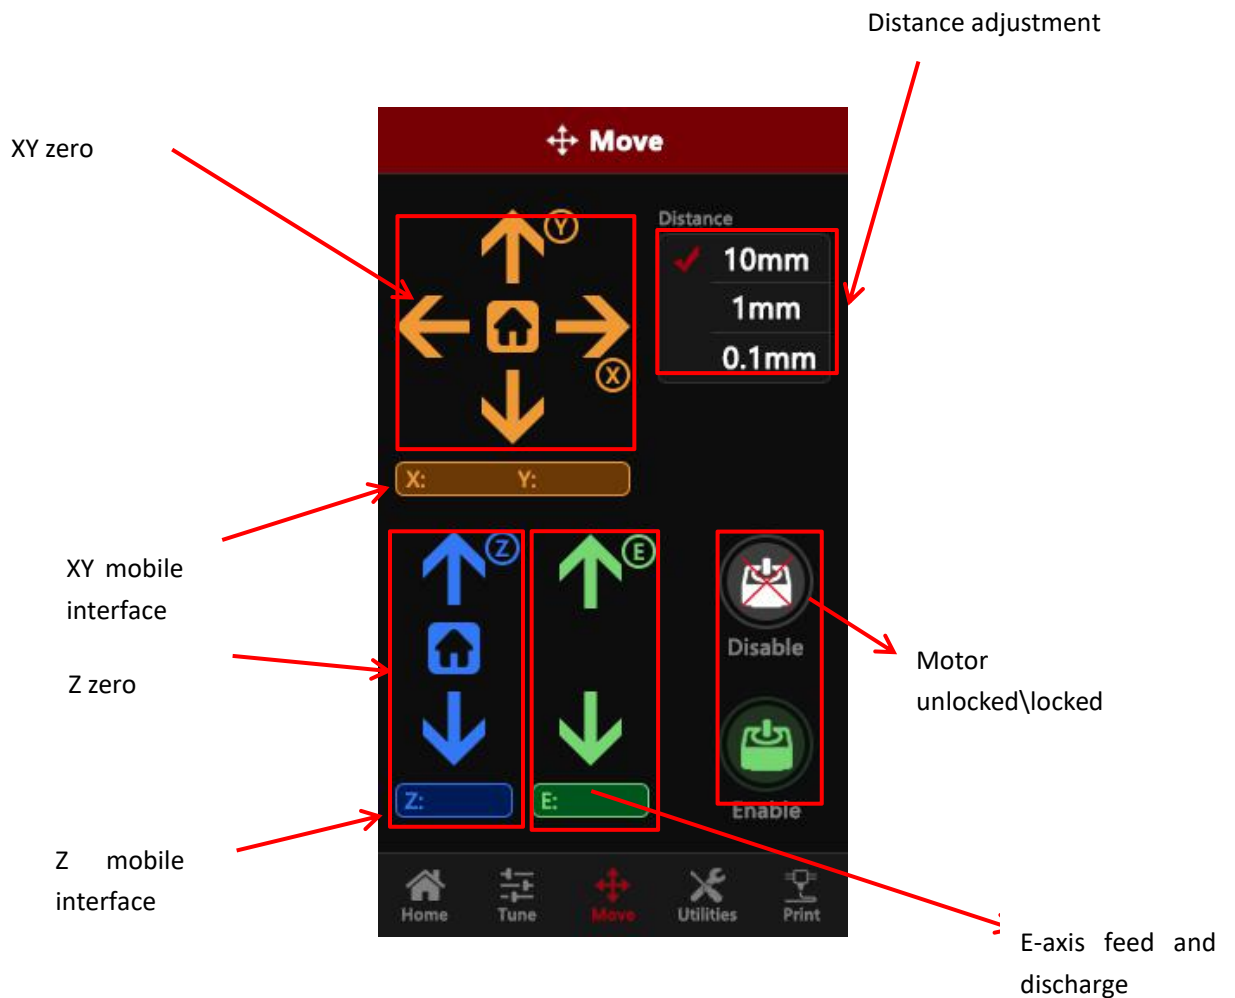 Distance adjustment
Move
XY zero
Y
Distance
10mm
1mm
0.1mm
X
X: Y:
XY mobile
interface
Z
E
Disable
Z zero
Motor
unlocked\locked
Z:
E:
Enable
Z mobile
interface
Home Tune Move Utilities Print
E-axis feed and
discharge